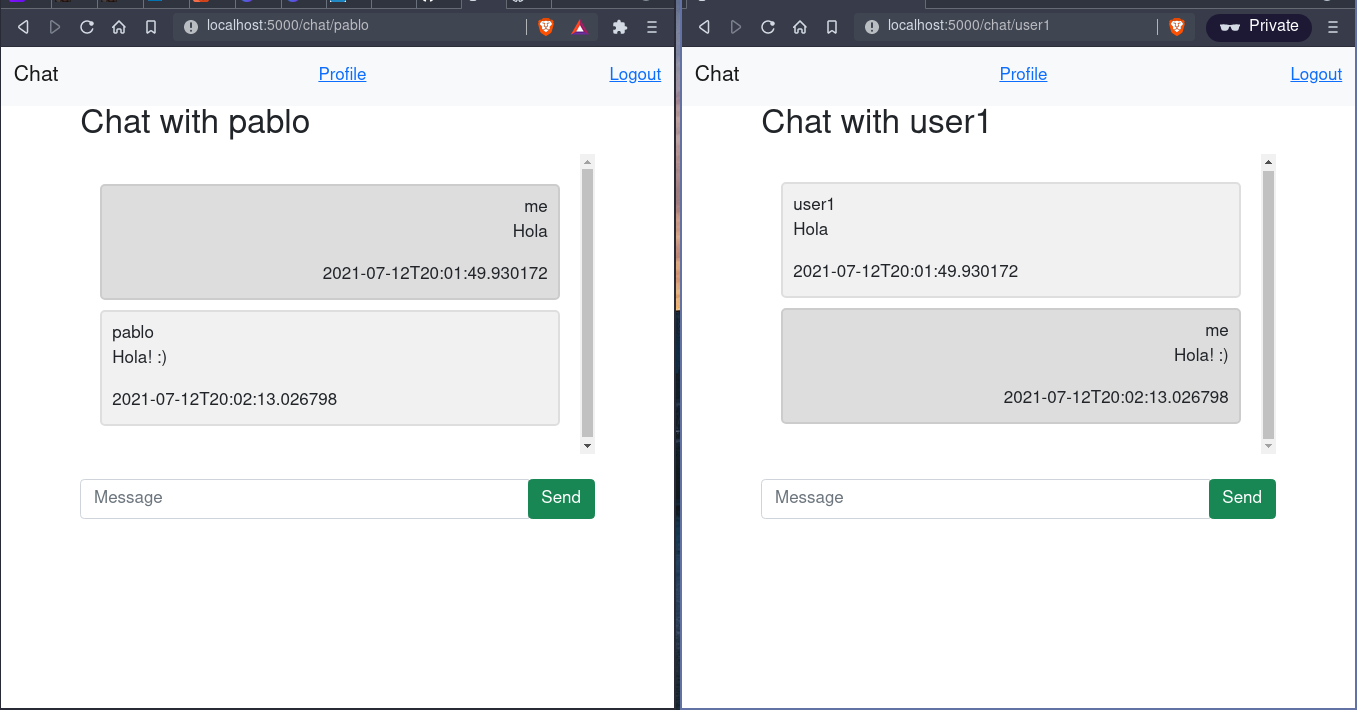 localhost:5000/chat/pablo
Chat
Profile
Logout
Chat with pablo
me
Hola
2021-07-12T20:01:49.930172
pablo
Hola! :)
2021-07-12T20:02:13.026798
Message
Send
localhost:5000/chat/user1
Private
Chat
Profile
Logout
Chat with user1
user1
Hola
2021-07-12T20:01:49.930172
me
Hola! :)
2021-07-12T20:02:13.026798
Message
Send